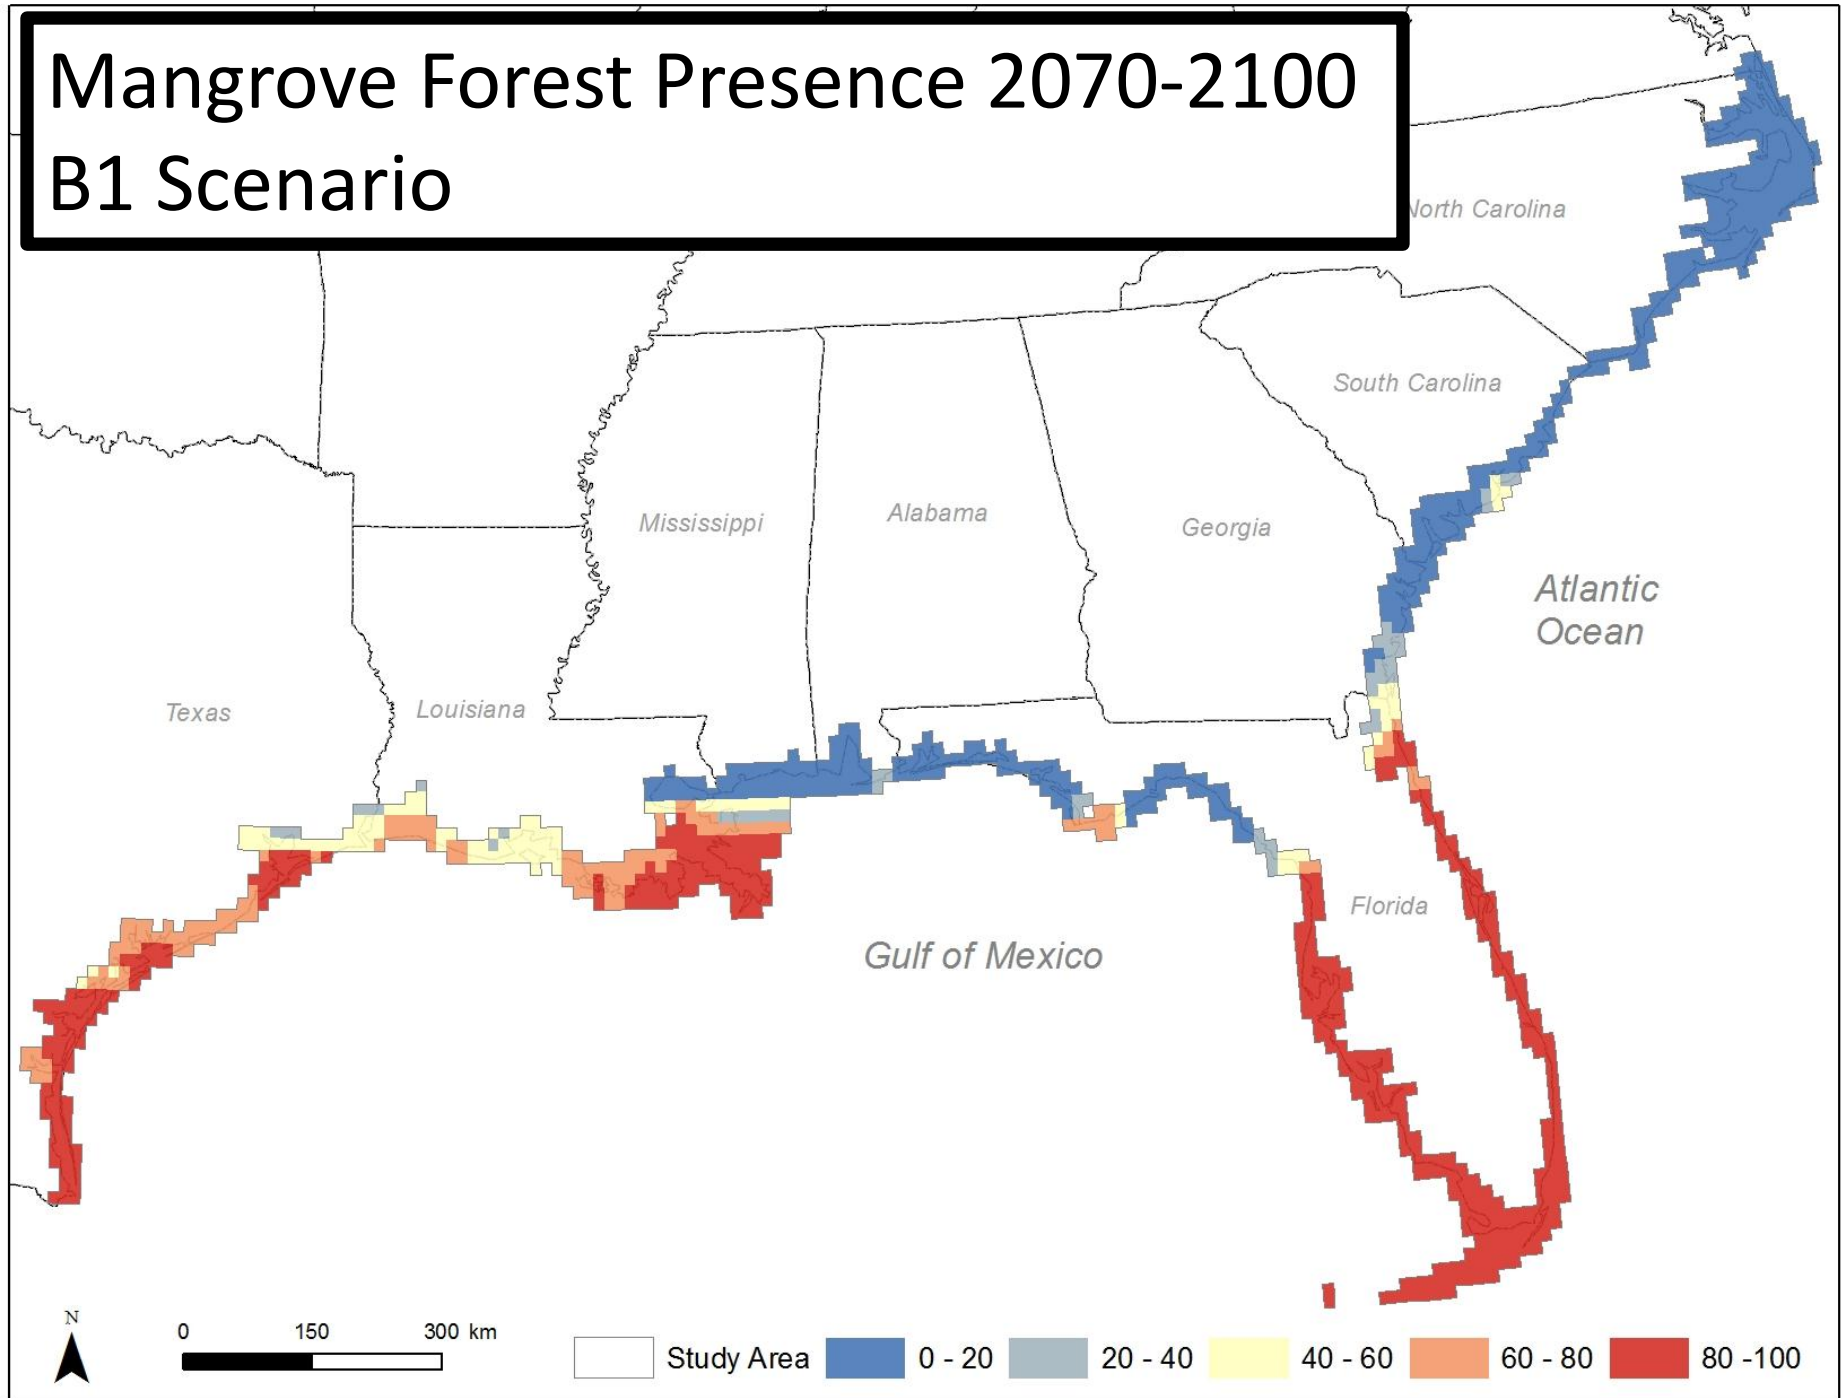 Mangrove Forest Presence 2070-2100
B1 Scenario
North Carolina
South Carolina
Mississippi
Alabama
Georgia
Atlantic
Ocean
Texas
Louisiana
Florida
Gulf of Mexico
N
0 150 300 km
Study Area 0 - 20 20 - 40 40 - 60 60 - 80 80 -100